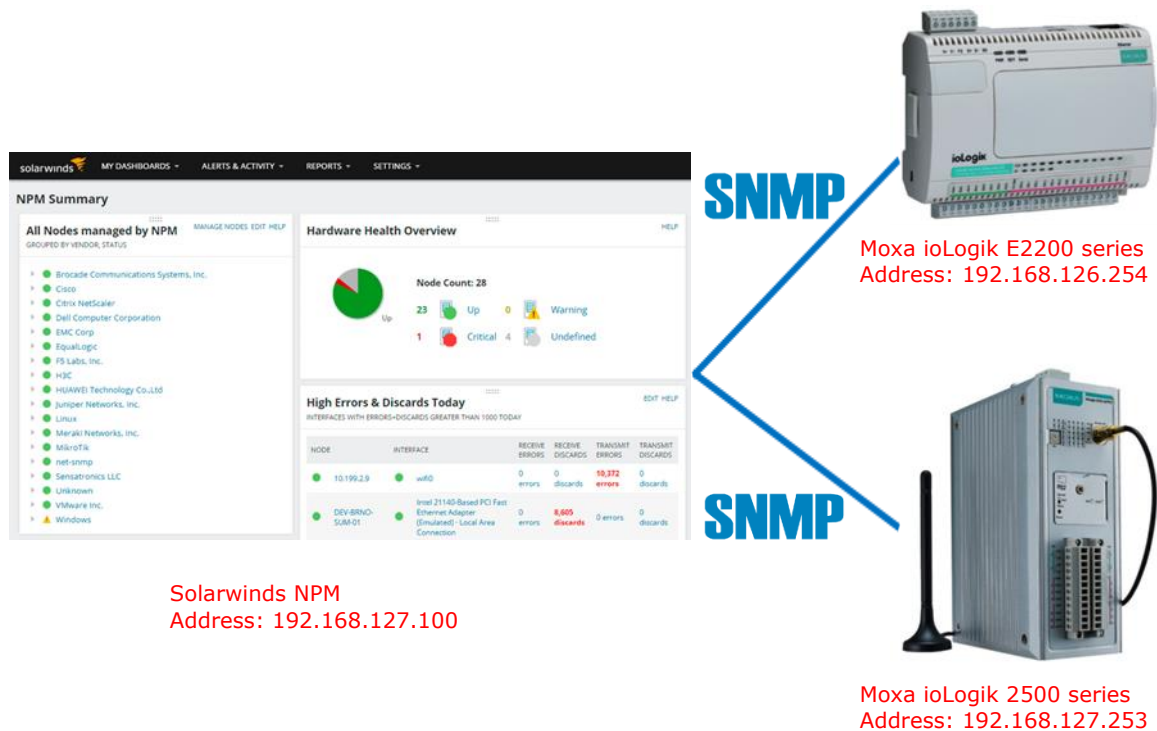 solarwinds MY DASHBOARDS ALERTS & ACTIVITY REPORTS SETTINGS
NPM Summary
All Nodes managed by NPM MANAGE NODES EDIT HELP
GROUPED BY VENDOR, STATUS
Brocade Communications Systems, Inc.
Cisco
Citrix NetScaler
Dell Computer Corporation
EMC Corp
EqualLogic
F5 Labs, Inc.
H3C
HUAWEI Technology Co.,Ltd
Juniper Networks, Inc.
Linux
Meraki Networks, Inc.
MikroTik
net-snmp
Sensatronics LLC
Unknown
VMware Inc.
Windows
Hardware Health Overview HELP
Node Count: 28
Up
23 Up 0 Warning
1 Critical 4 Undefined
High Errors & Discards Today EDIT HELP
INTERFACES WITH ERRORS+DISCARDS GREATER THAN 1000 TODAY
NODE INTERFACE RECEIVE ERRORS RECEIVE DISCARDS TRANSMIT ERRORS TRANSMIT DISCARDS
10.199.2.9 wifi0 0 errors 0 discards 10,372 errors 0 discards
DEV-BRNO-SUM-01 Intel 21140-Based PCI Fast Ethernet Adapter (Emulated) - Local Area Connection 0 errors 8,605 discards 0 errors 0 discards
Solarwinds NPM
Address: 192.168.127.100
SNMP
SNMP
ioLogik
Moxa ioLogik E2200 series
Address: 192.168.126.254
Moxa ioLogik 2500 series
Address: 192.168.127.253